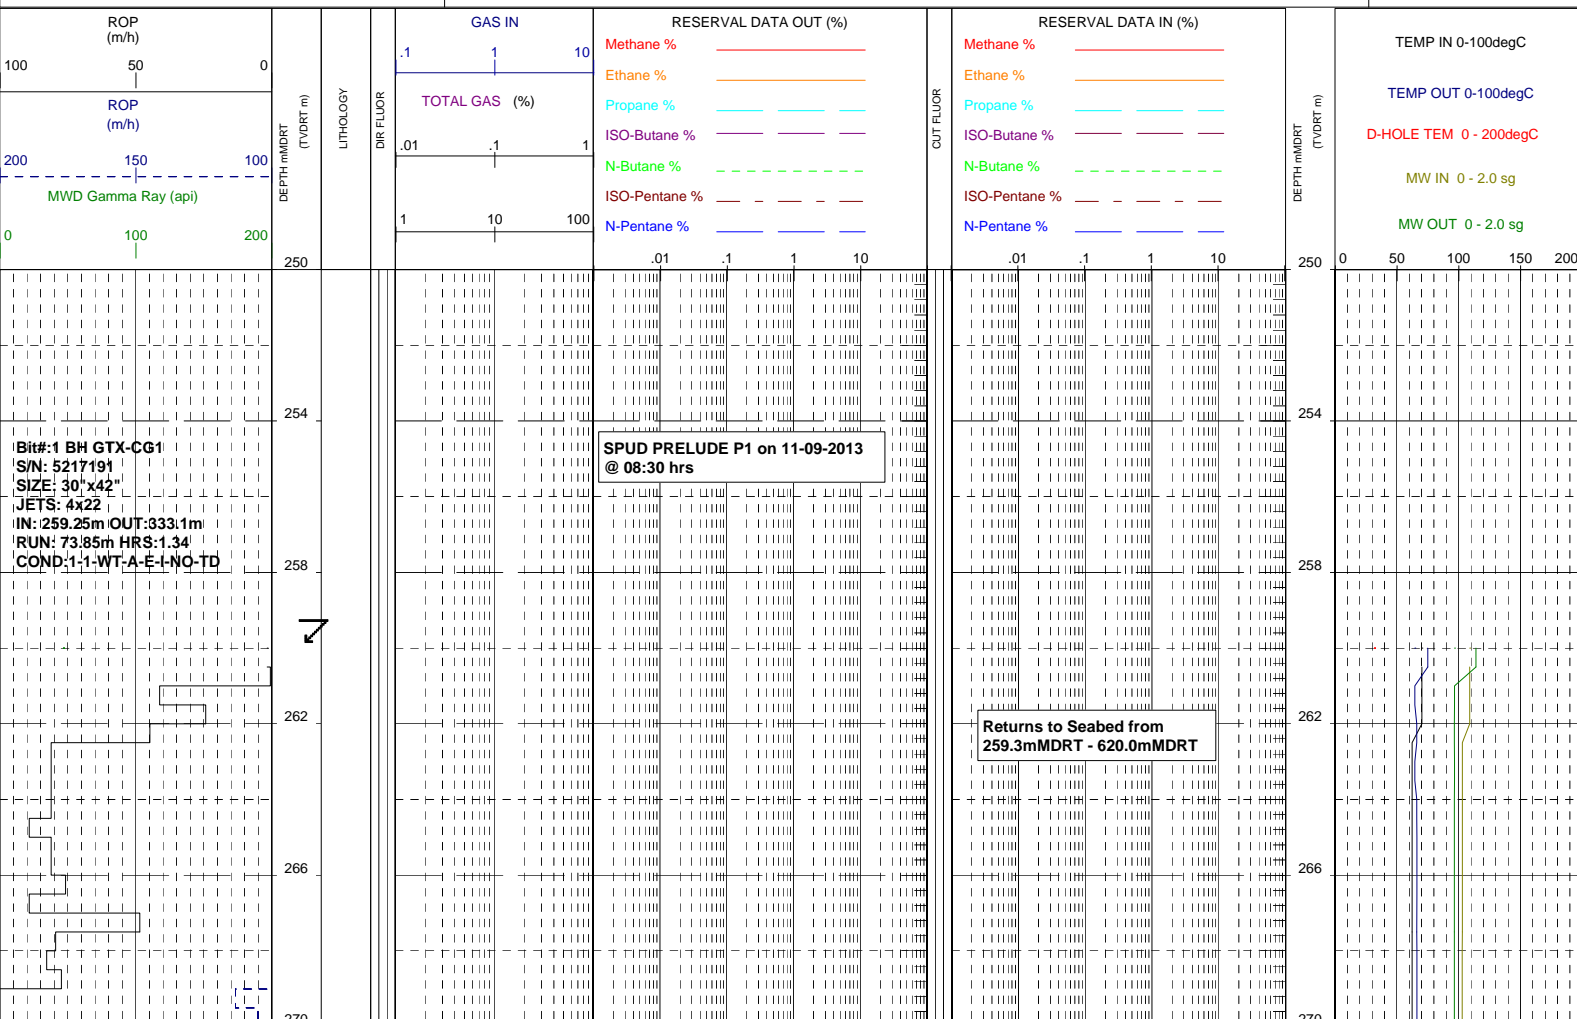 ROP
(m/h)
100 50 0
ROP
(m/h)
200 150 100
MWD Gamma Ray (api)
0 100 200
DEPTH mMDRT
(TVDRT m)
LITHOLOGY
DIR FLUOR
GAS IN
.1 1 10
TOTAL GAS (%)
.01 .1 1
1 10 100
RESERVAL DATA OUT (%)
Methane %
Ethane %
Propane %
ISO-Butane %
N-Butane %
ISO-Pentane %
N-Pentane %
.01 .1 1 10
CUT FLUOR
RESERVAL DATA IN (%)
Methane %
Ethane %
Propane %
ISO-Butane %
N-Butane %
ISO-Pentane %
N-Pentane %
.01 .1 1 10
DEPTH mMDRT
(TVDRT m)
TEMP IN 0-100degC
TEMP OUT 0-100degC
D-HOLE TEM 0 - 200degC
MW IN 0 - 2.0 sg
MW OUT 0 - 2.0 sg
0 50 100 150 200
250 250
254 254
Bit#:1 BH GTX-CG1
S/N: 5217191
SIZE: 30"x42"
JETS: 4x22
IN: 259.25m OUT:333.1m
RUN: 73.85m HRS:1.34
COND:1-1-WT-A-E-I-NO-TD
SPUD PRELUDE P1 on 11-09-2013
@ 08:30 hrs
258 258
262 262
Returns to Seabed from
259.3mMDRT - 620.0mMDRT
266 266
270 270